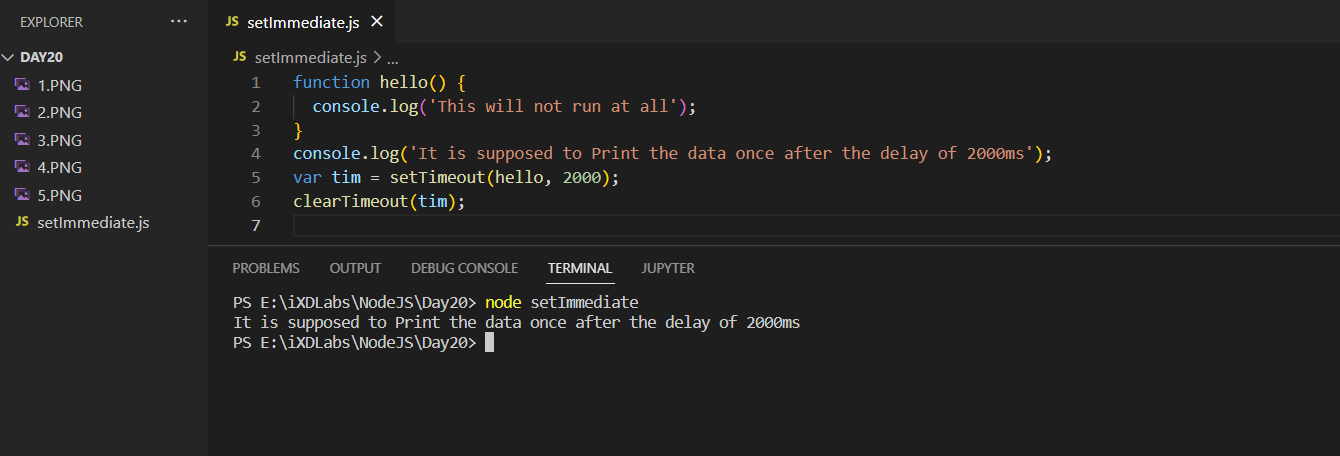 EXPLORER ...
DAY20
1.PNG
2.PNG
3.PNG
4.PNG
5.PNG
JS setImmediate.js
JS setImmediate.js ×
JS setImmediate.js > ...
1 function hello() {
2 console.log('This will not run at all');
3 }
4 console.log('It is supposed to Print the data once after the delay of 2000ms');
5 var tim = setTimeout(hello, 2000);
6 clearTimeout(tim);
7
PROBLEMS OUTPUT DEBUG CONSOLE TERMINAL JUPYTER
PS E:\iXDLabs\NodeJS\Day20> node setImmediate
It is supposed to Print the data once after the delay of 2000ms
PS E:\iXDLabs\NodeJS\Day20>